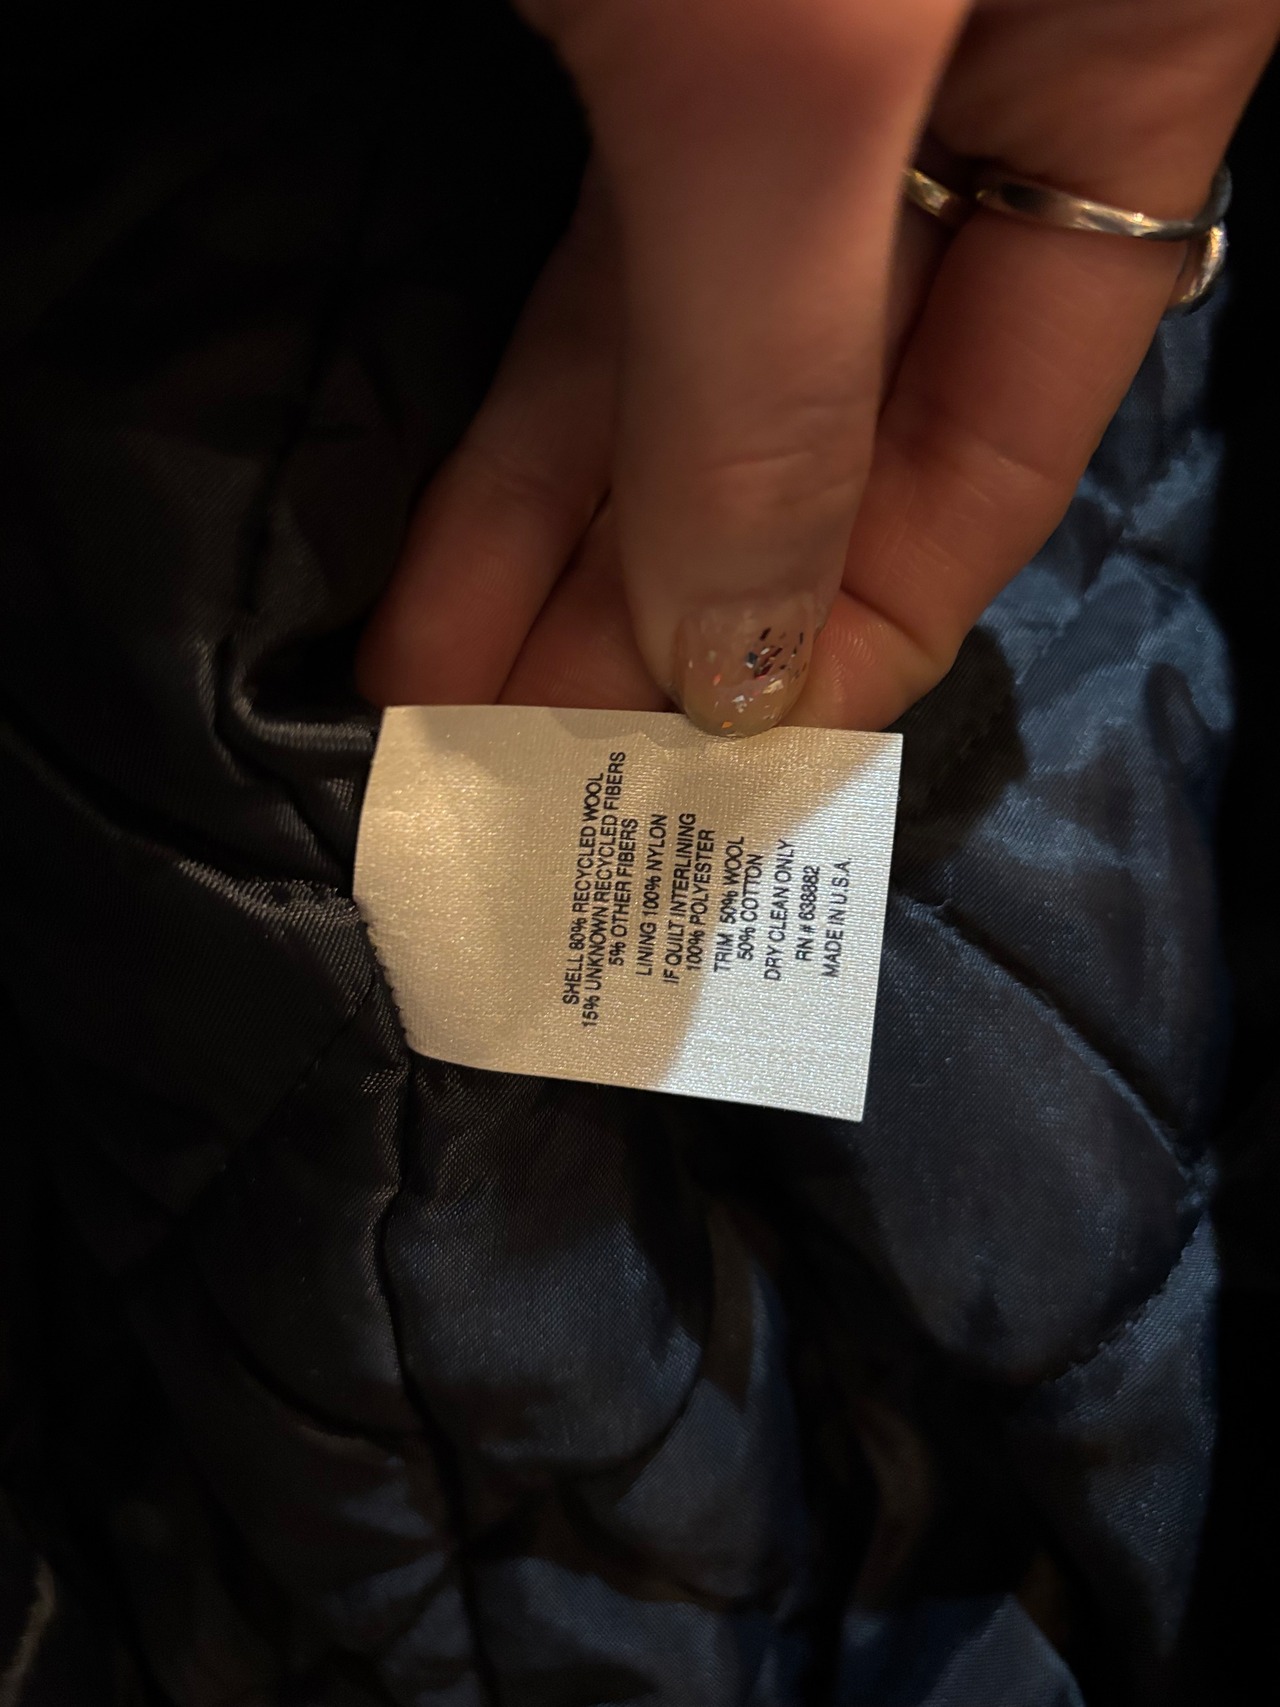 SHELL 80% RECYCLED WOOL
15% UNKNOWN RECYCLED FIBERS
5% OTHER FIBERS
LINING 100% NYLON
IF QUILT INTERLINING
100% POLYESTER
TRIM 50% WOOL
50% COTTON
DRY CLEAN ONLY
RN # 638882
MADE IN U.S.A